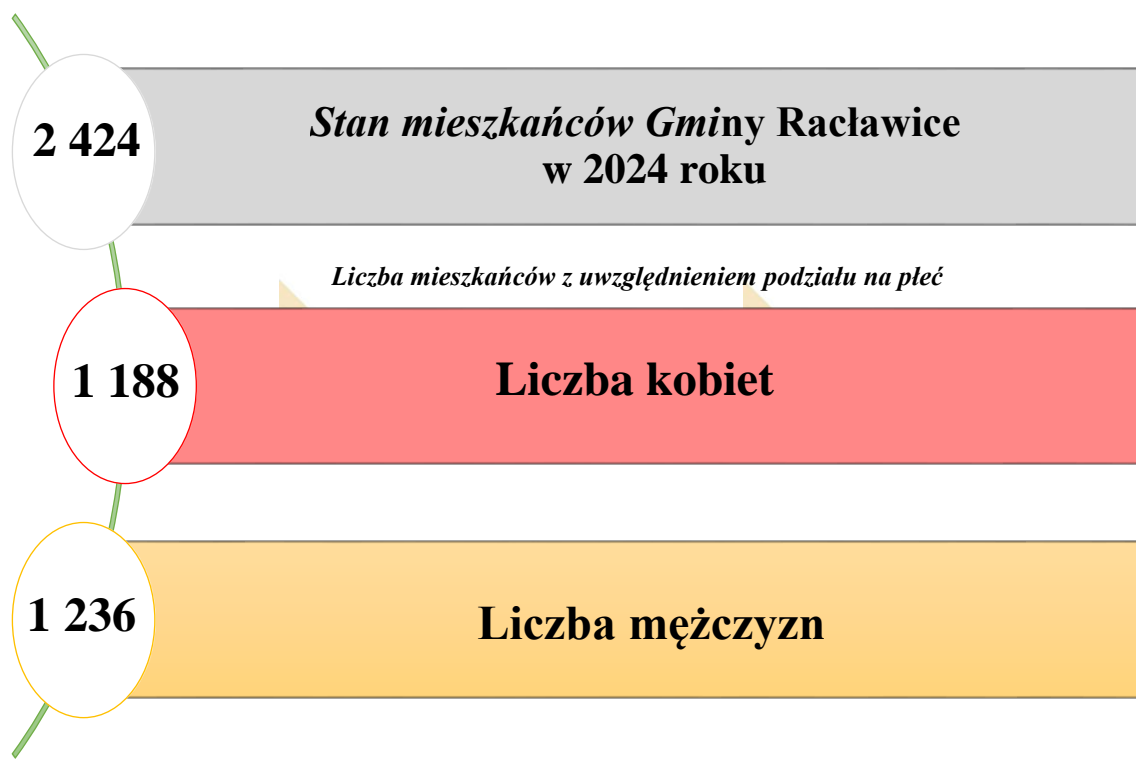 2 424
Stan mieszkańców Gminy Racławice
w 2024 roku
Liczba mieszkańców z uwzględnieniem podziału na płeć
1 188
Liczba kobiet
1 236
Liczba mężczyzn